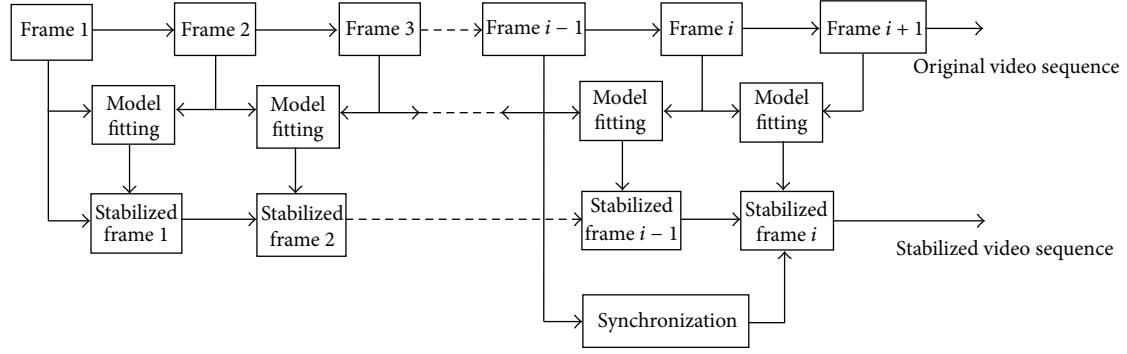 Frame 1
Frame 2
Frame 3
Frame i − 1
Frame i
Frame i + 1
Original video sequence
Model
fitting
Model
fitting
Model
fitting
Model
fitting
Stabilized
frame 1
Stabilized
frame 2
Stabilized
frame i − 1
Stabilized
frame i
Stabilized video sequence
Synchronization